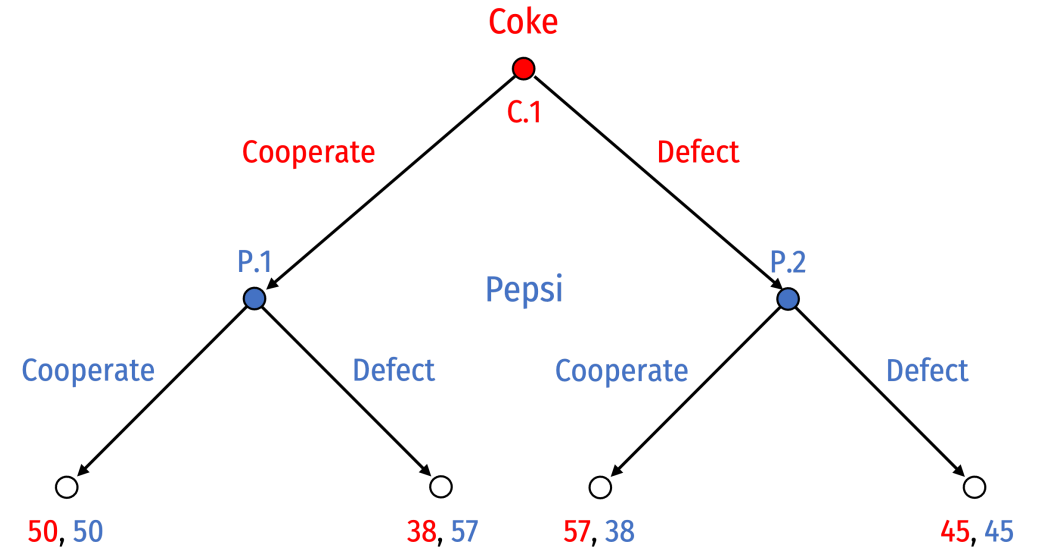 Coke
C.1
Cooperate
Defect
P.1
P.2
Pepsi
Cooperate
Defect
Cooperate
Defect
50, 50
38, 57
57, 38
45, 45